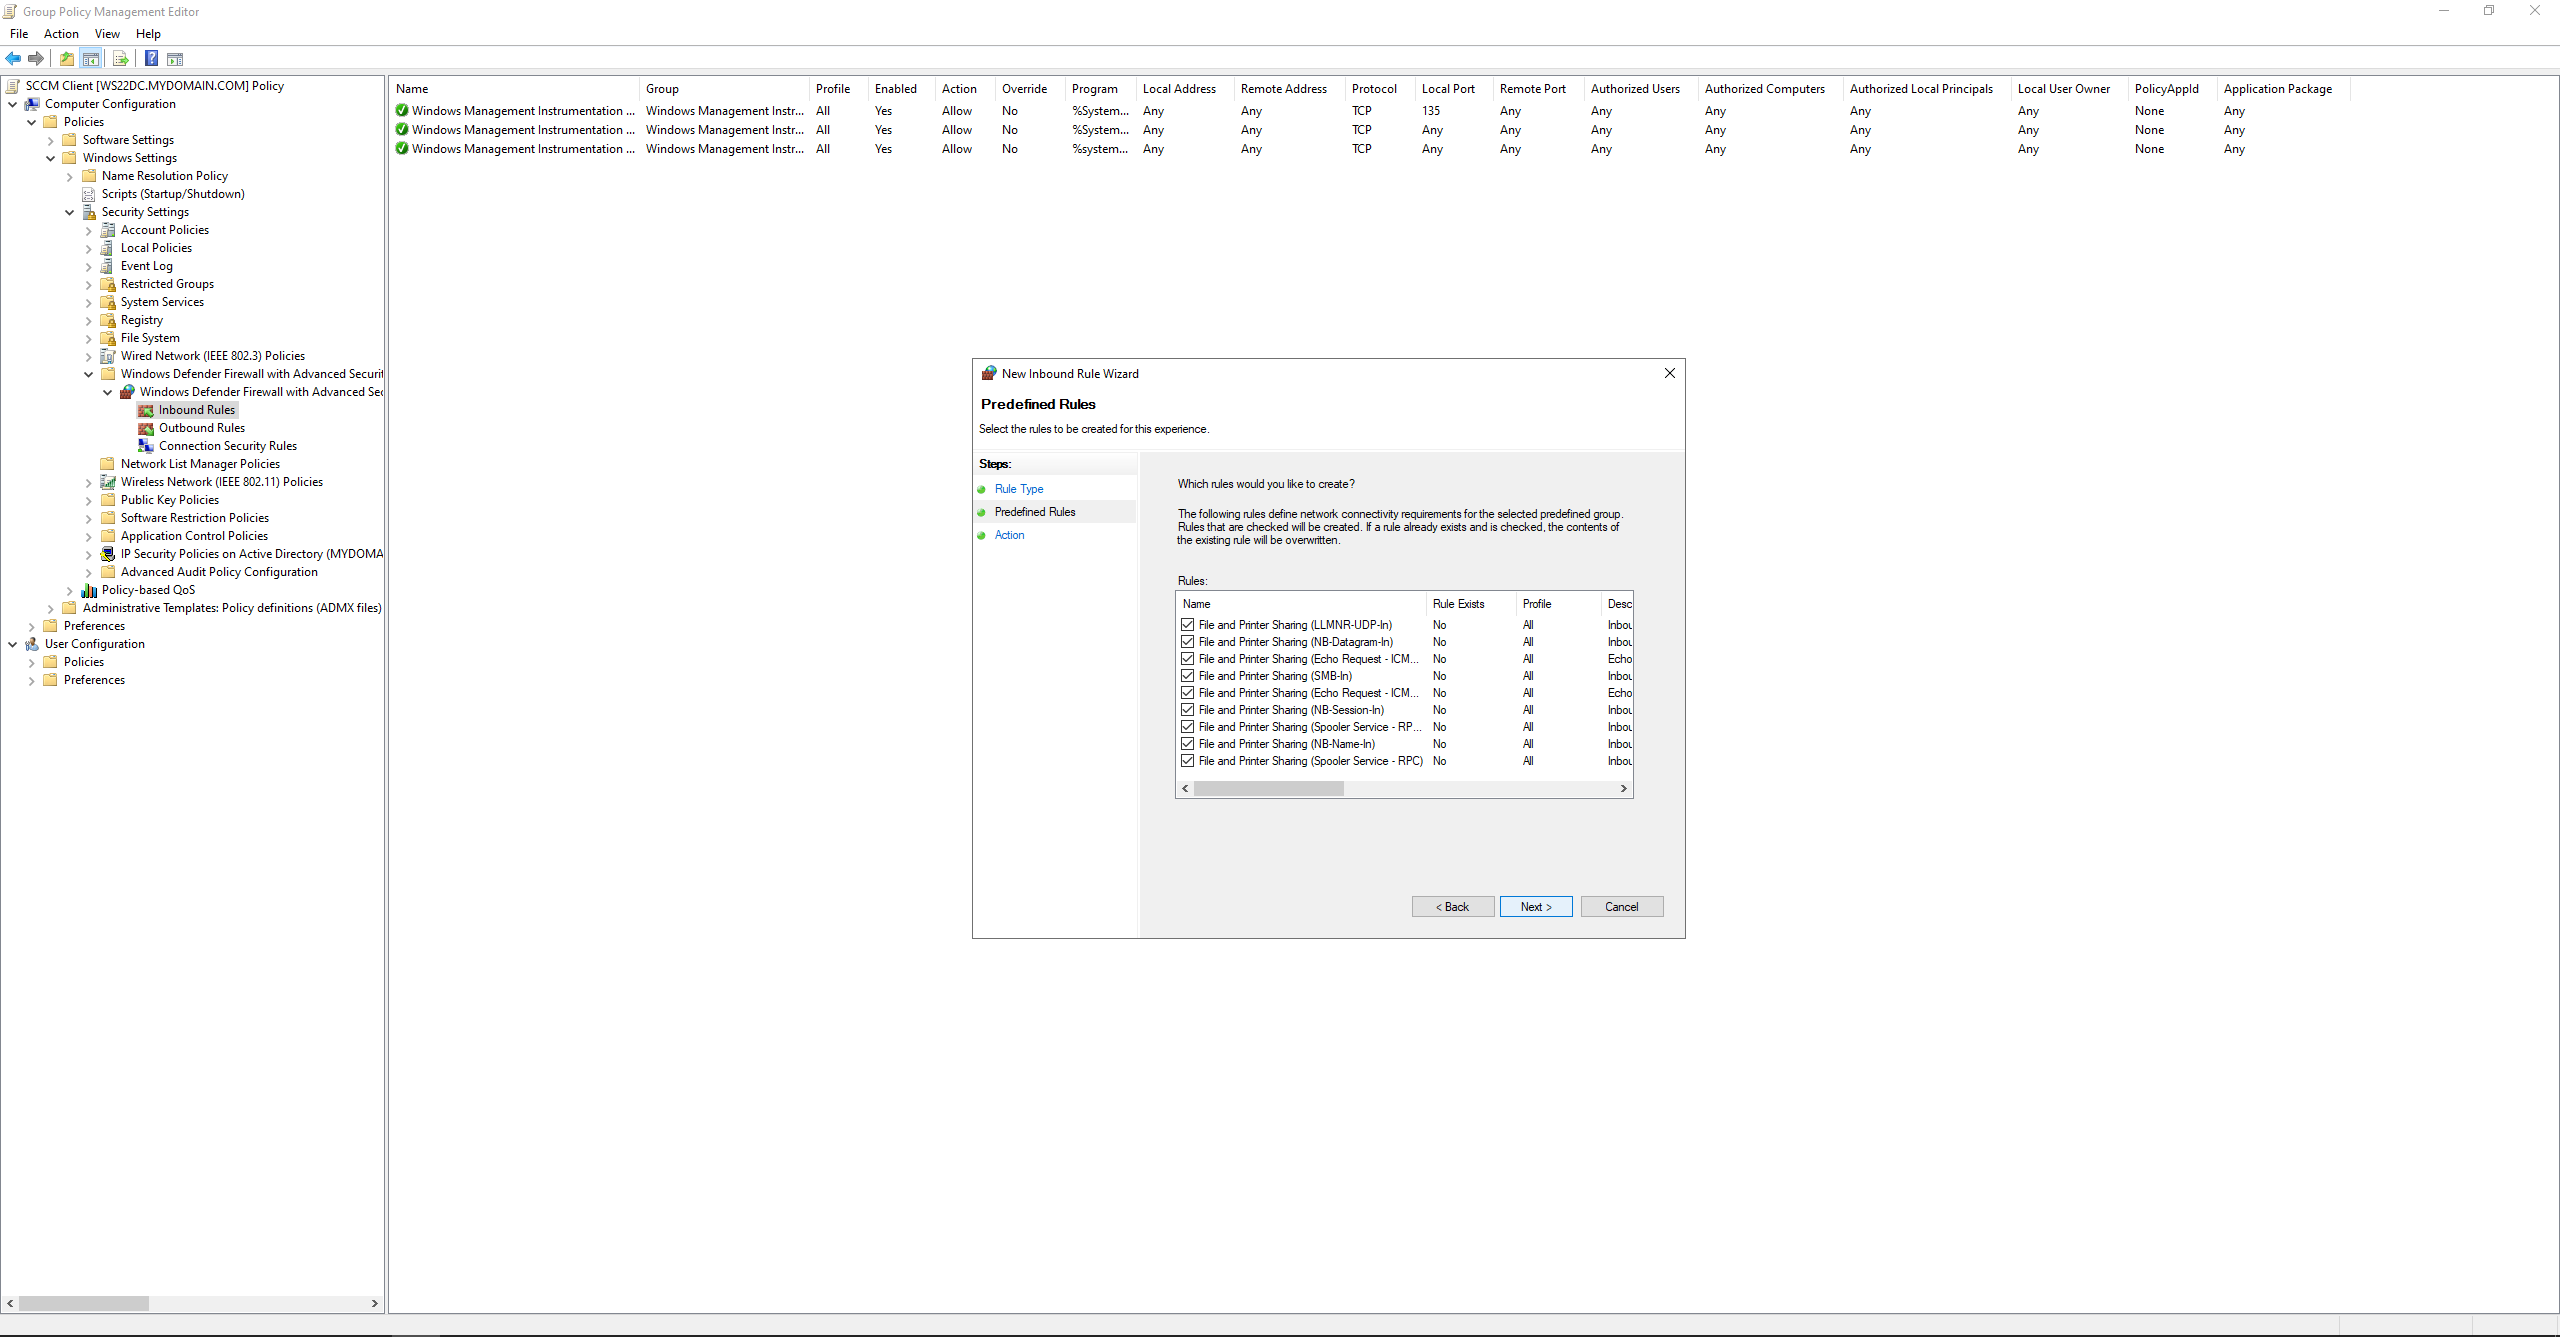 Group Policy Management Editor
File Action View Help
SCCM Client [WS22DC.MYDOMAIN.COM] Policy
Computer Configuration
Policies
Software Settings
Windows Settings
Name Resolution Policy
Scripts (Startup/Shutdown)
Security Settings
Account Policies
Local Policies
Event Log
Restricted Groups
System Services
Registry
File System
Wired Network (IEEE 802.3) Policies
Windows Defender Firewall with Advanced Securit
Windows Defender Firewall with Advanced Sec
Inbound Rules
Outbound Rules
Connection Security Rules
Network List Manager Policies
Wireless Network (IEEE 802.11) Policies
Public Key Policies
Software Restriction Policies
Application Control Policies
IP Security Policies on Active Directory (MYDOMA
Advanced Audit Policy Configuration
Policy-based QoS
Administrative Templates: Policy definitions (ADMX files)
Preferences
User Configuration
Policies
Preferences
Name Group Profile Enabled Action Override Program Local Address Remote Address Protocol Local Port Remote Port Authorized Users Authorized Computers Authorized Local Principals Local User Owner PolicyAppId Application Package
Windows Management Instrumentation ... Windows Management Instr... All Yes Allow No %System... Any Any TCP 135 Any Any Any Any Any None Any
Windows Management Instrumentation ... Windows Management Instr... All Yes Allow No %System... Any Any TCP Any Any Any Any Any Any None Any
Windows Management Instrumentation ... Windows Management Instr... All Yes Allow No %system... Any Any TCP Any Any Any Any Any Any None Any
New Inbound Rule Wizard
Predefined Rules
Select the rules to be created for this experience.
Steps:
Rule Type
Predefined Rules
Action
Which rules would you like to create?
The following rules define network connectivity requirements for the selected predefined group.
Rules that are checked will be created. If a rule already exists and is checked, the contents of
the existing rule will be overwritten.
Rules:
Name Rule Exists Profile Desc
File and Printer Sharing (LLMNR-UDP-In) No All Inbou
File and Printer Sharing (NB-Datagram-In) No All Inbou
File and Printer Sharing (Echo Request - ICM... No All Echo
File and Printer Sharing (SMB-In) No All Inbou
File and Printer Sharing (Echo Request - ICM... No All Echo
File and Printer Sharing (NB-Session-In) No All Inbou
File and Printer Sharing (Spooler Service - RP... No All Inbou
File and Printer Sharing (NB-Name-In) No All Inbou
File and Printer Sharing (Spooler Service - RPC) No All Inbou
< Back Next > Cancel